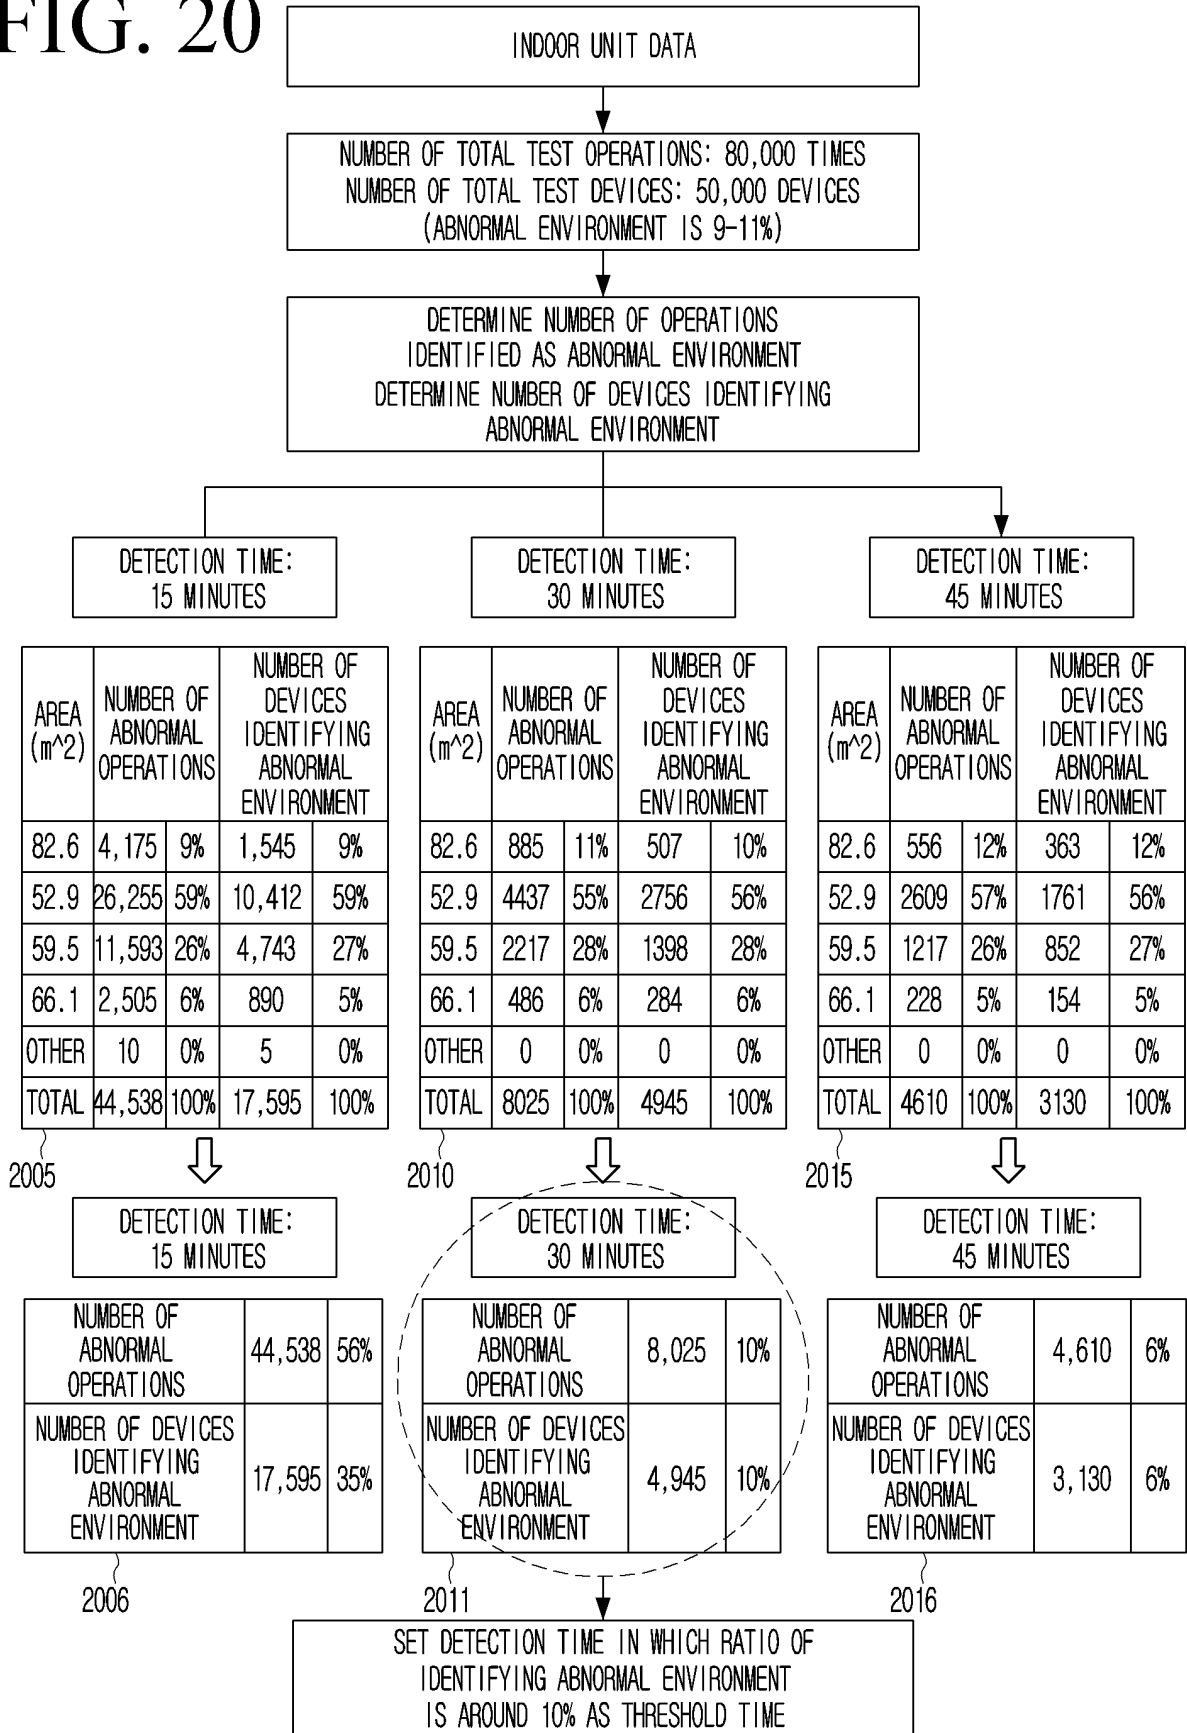 FIG. 20
INDOOR UNIT DATA
NUMBER OF TOTAL TEST OPERATIONS: 80,000 TIMES
NUMBER OF TOTAL TEST DEVICES: 50,000 DEVICES
(ABNORMAL ENVIRONMENT IS 9-11%)
DETERMINE NUMBER OF OPERATIONS
IDENTIFIED AS ABNORMAL ENVIRONMENT
DETERMINE NUMBER OF DEVICES IDENTIFYING
ABNORMAL ENVIRONMENT
DETECTION TIME:
15 MINUTES
AREA
(m^2)
NUMBER OF
ABNORMAL
OPERATIONS
NUMBER OF
DEVICES
IDENTIFYING
ABNORMAL
ENVIRONMENT
82.6 4,175 9% 1,545 9%
52.9 26,255 59% 10,412 59%
59.5 11,593 26% 4,743 27%
66.1 2,505 6% 890 5%
OTHER 10 0% 5 0%
TOTAL 44,538 100% 17,595 100%
2005
DETECTION TIME:
30 MINUTES
AREA
(m^2)
NUMBER OF
ABNORMAL
OPERATIONS
NUMBER OF
DEVICES
IDENTIFYING
ABNORMAL
ENVIRONMENT
82.6 885 11% 507 10%
52.9 4437 55% 2756 56%
59.5 2217 28% 1398 28%
66.1 486 6% 284 6%
OTHER 0 0% 0 0%
TOTAL 8025 100% 4945 100%
2010
DETECTION TIME:
45 MINUTES
AREA
(m^2)
NUMBER OF
ABNORMAL
OPERATIONS
NUMBER OF
DEVICES
IDENTIFYING
ABNORMAL
ENVIRONMENT
82.6 556 12% 363 12%
52.9 2609 57% 1761 56%
59.5 1217 26% 852 27%
66.1 228 5% 154 5%
OTHER 0 0% 0 0%
TOTAL 4610 100% 3130 100%
2015
DETECTION TIME:
15 MINUTES
NUMBER OF
ABNORMAL
OPERATIONS
44,538 56%
NUMBER OF DEVICES
IDENTIFYING
ABNORMAL
ENVIRONMENT
17,595 35%
2006
DETECTION TIME:
30 MINUTES
NUMBER OF
ABNORMAL
OPERATIONS
8,025 10%
NUMBER OF DEVICES
IDENTIFYING
ABNORMAL
ENVIRONMENT
4,945 10%
2011
DETECTION TIME:
45 MINUTES
NUMBER OF
ABNORMAL
OPERATIONS
4,610 6%
NUMBER OF DEVICES
IDENTIFYING
ABNORMAL
ENVIRONMENT
3,130 6%
2016
SET DETECTION TIME IN WHICH RATIO OF
IDENTIFYING ABNORMAL ENVIRONMENT
IS AROUND 10% AS THRESHOLD TIME